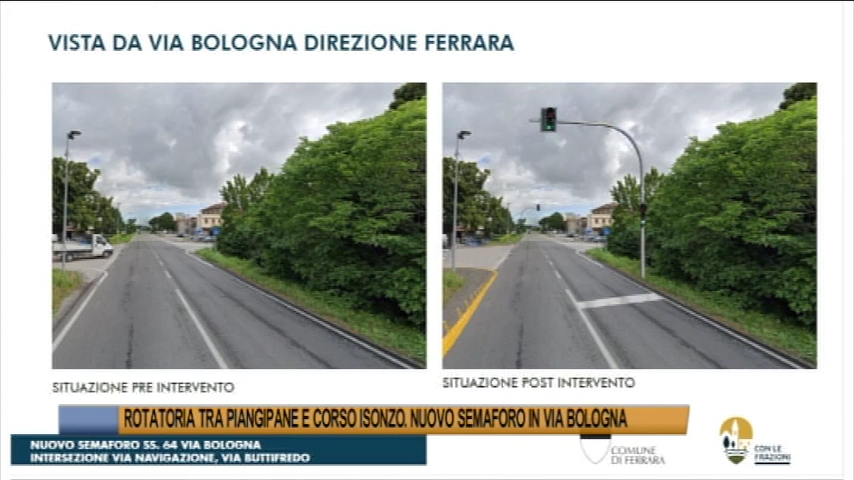 VISTA DA VIA BOLOGNA DIREZIONE FERRARA
SITUAZIONE PRE INTERVENTO
SITUAZIONE POST INTERVENTO
ROTATORIA TRA PIANGIPANE E CORSO ISONZO. NUOVO SEMAFORO IN VIA BOLOGNA
NUOVO SEMAFORO SS. 64 VIA BOLOGNA
INTERSEZIONE VIA NAVIGAZIONE, VIA BUTTIFREDO
COMUNE
DI FERRARA
CON LE
FRAZIONI